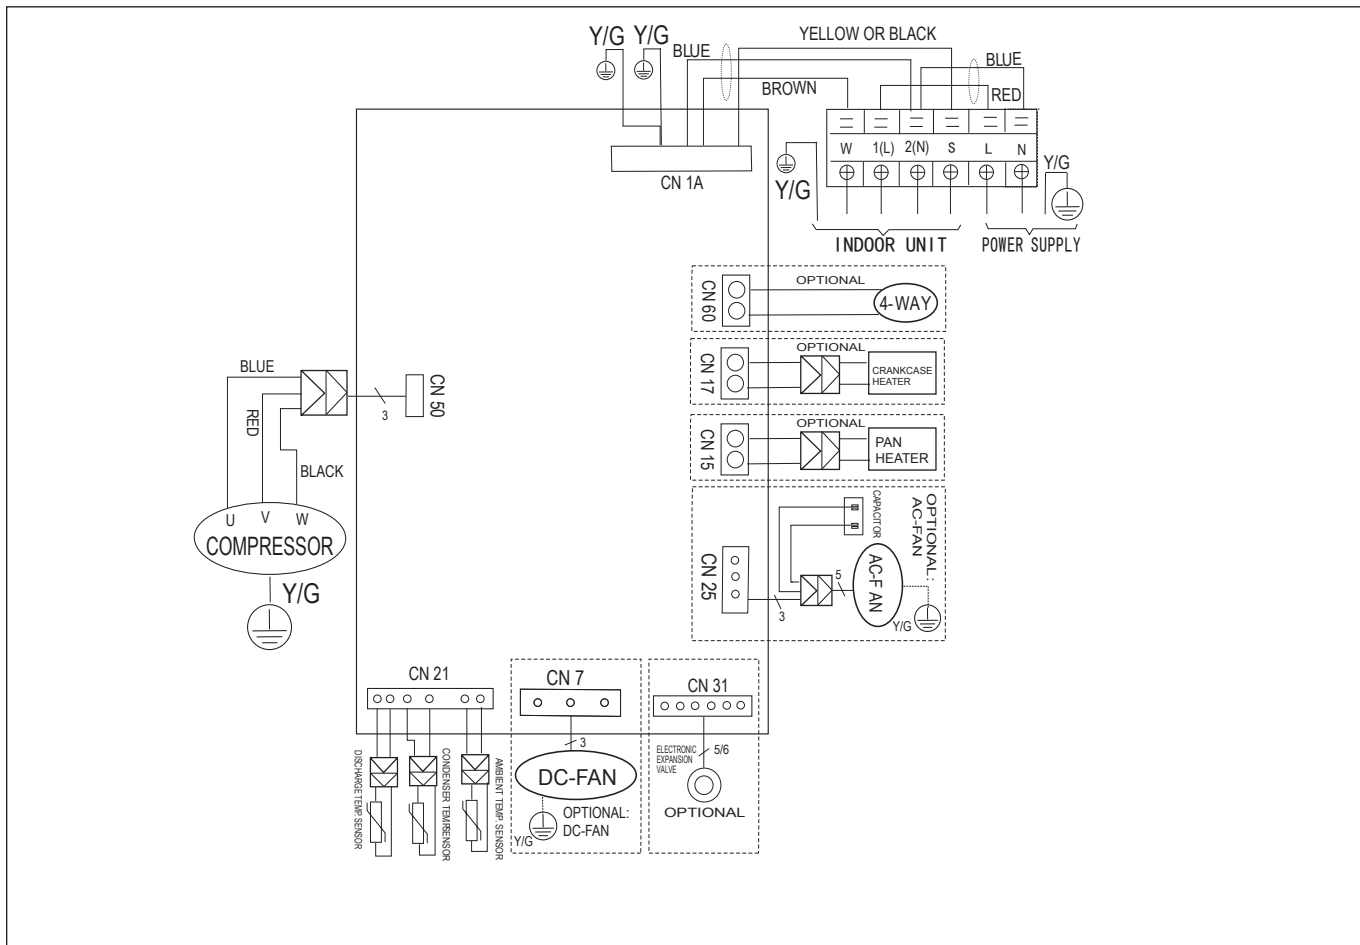 Y/G
Y/G
BLUE
YELLOW OR BLACK
BROWN
BLUE
RED
W 1(L) 2(N) S L N
CN 1A
Y/G
Y/G
INDOOR UNIT
POWER SUPPLY
CN 60
OPTIONAL
4-WAY
CN 17
OPTIONAL
CRANKCASE
HEATER
CN 15
OPTIONAL
PAN
HEATER
BLUE
RED
BLACK
3
CN 50
U V W
COMPRESSOR
Y/G
CN 25
3
5
CAPACITOR
AC-F AN
OPTIONAL:
AC-FAN
Y/G
CN 21
DISCHARGE TEMP. SENSOR
CONDENSER TEMPSENSOR
AMBIENT TEMP. SENSOR
CN 7
3
DC-FAN
OPTIONAL:
DC-FAN
Y/G
CN 31
ELECTRONIC
EXPANSION
VALVE
5/6
OPTIONAL